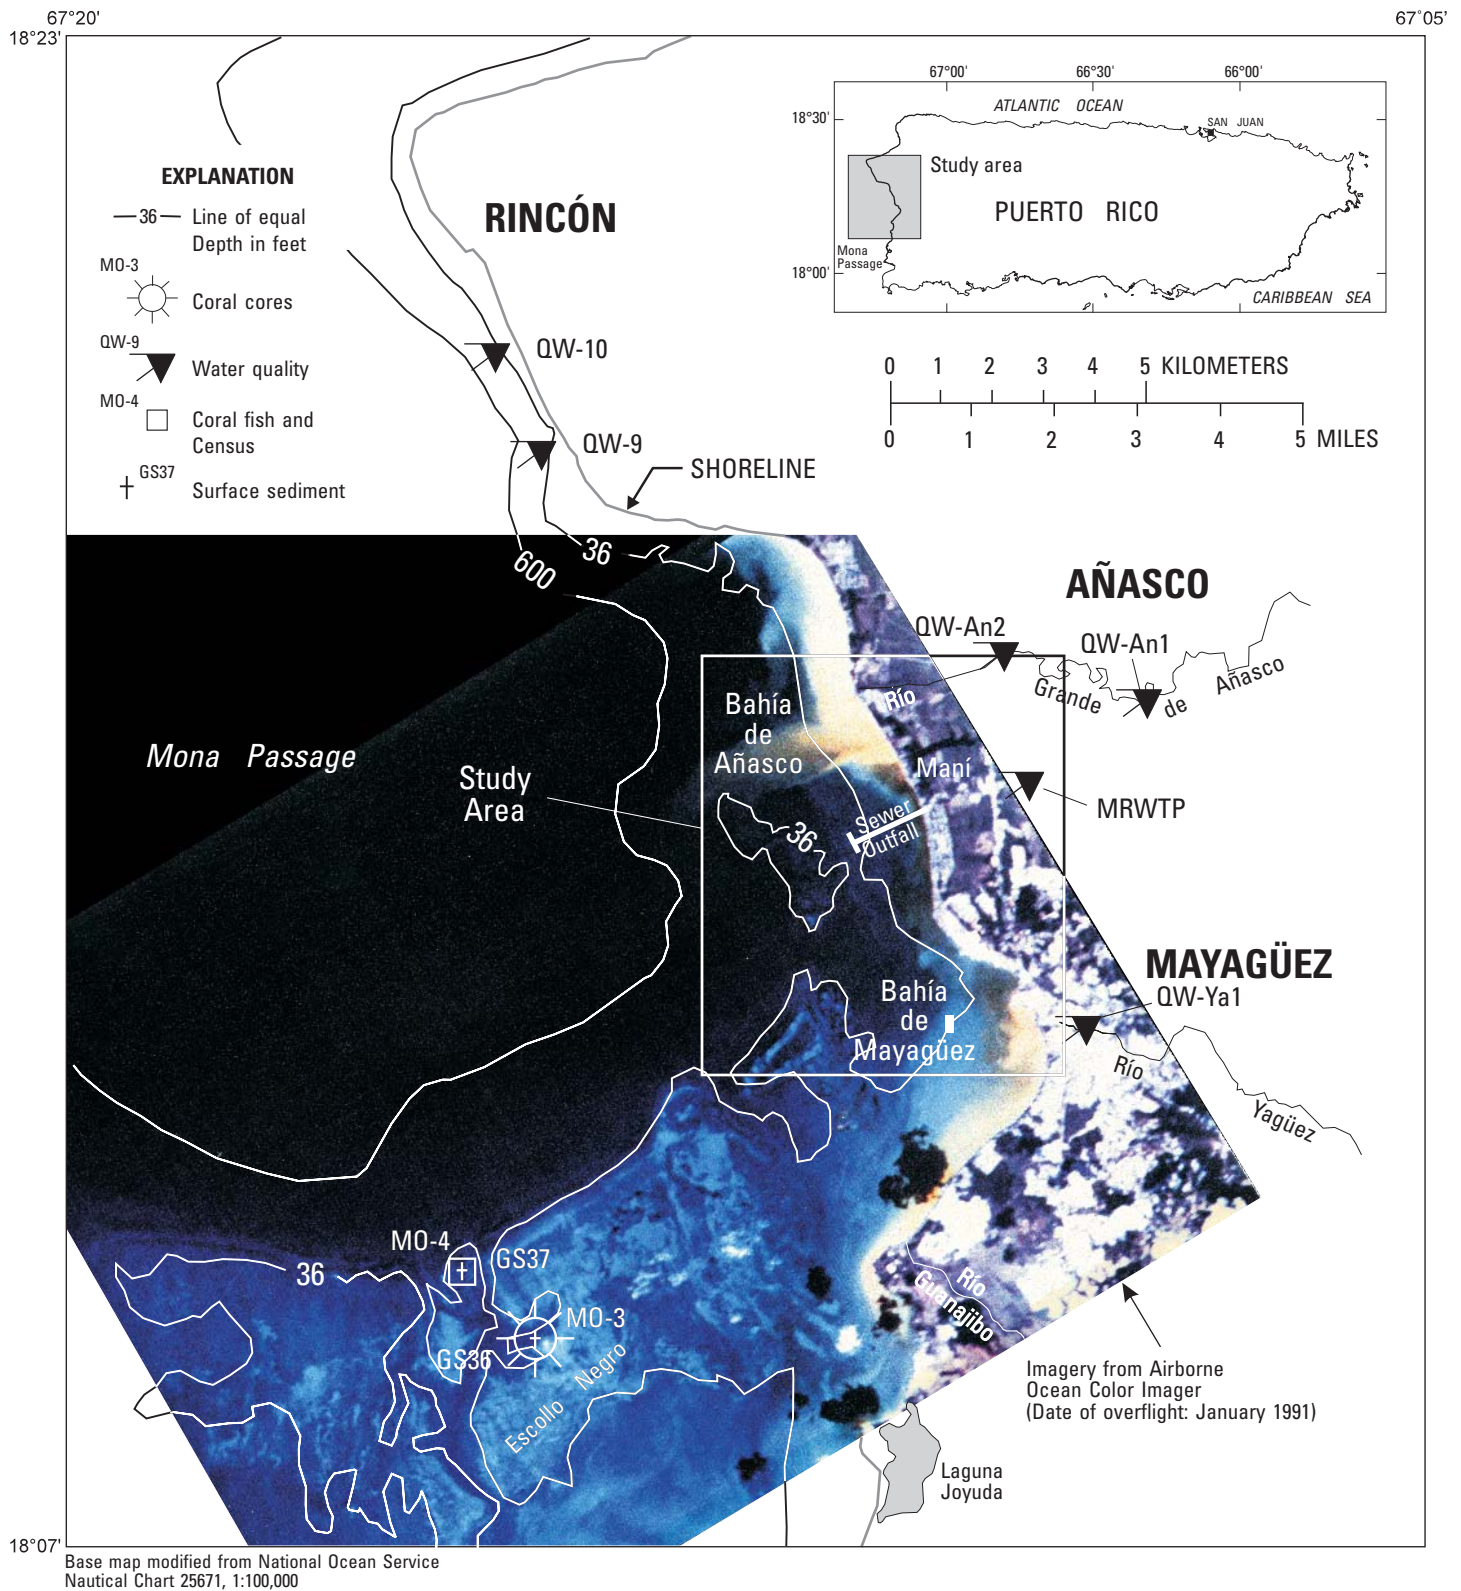 67°20'
67°05'
18°23'
67°00'
66°30'
66°00'
ATLANTIC OCEAN
18°30'
SAN JUAN
Study area
PUERTO RICO
Mona
Passage
18°00'
CARIBBEAN SEA
EXPLANATION
36
Line of equal
Depth in feet
MO-3
Coral cores
QW-9
Water quality
MO-4
Coral fish and
Census
GS37
Surface sediment
RINCÓN
QW-10
QW-9
SHORELINE
0 1 2 3 4 5 KILOMETERS
0 1 2 3 4 5 MILES
36
600
AÑASCO
QW-An2
QW-An1
Río
Grande
de
Añasco
Bahía
de
Añasco
Mona Passage
Study
Area
Maní
MRWTP
36
Sewer
Outfall
MAYAGÜEZ
QW-Ya1
Bahía
de
Mayagüez
Río
Yagüez
MO-4
GS37
36
MO-3
GS36
Escollo Negro
Río
Guanajibo
Imagery from Airborne
Ocean Color Imager
(Date of overflight: January 1991)
Laguna
Joyuda
18°07'
Base map modified from National Ocean Service
Nautical Chart 25671, 1:100,000